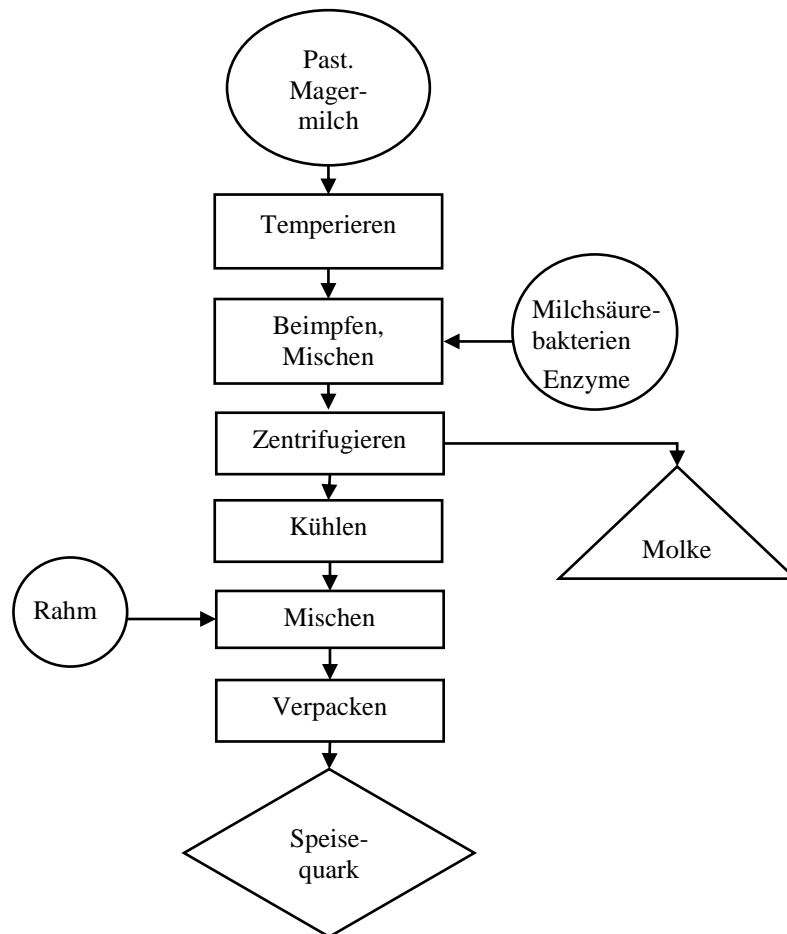 Past.
Mager-
milch
Temperieren
Beimpfen,
Mischen
Milchsäure-
bakterien
Enzyme
Zentrifugieren
Kühlen
Molke
Rahm
Mischen
Verpacken
Speise-
quark